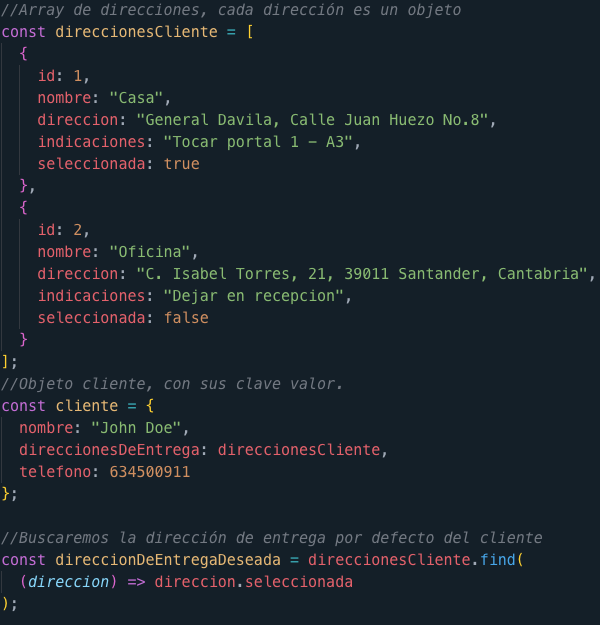 //Array de direcciones, cada dirección es un objeto
const direccionesCliente = [
  {
    id: 1,
    nombre: "Casa",
    direccion: "General Davila, Calle Juan Huezo No.8",
    indicaciones: "Tocar portal 1 - A3",
    seleccionada: true
  },
  {
    id: 2,
    nombre: "Oficina",
    direccion: "C. Isabel Torres, 21, 39011 Santander, Cantabria",
    indicaciones: "Dejar en recepcion",
    seleccionada: false
  }
];
//Objeto cliente, con sus clave valor.
const cliente = {
  nombre: "John Doe",
  direccionesDeEntrega: direccionesCliente,
  telefono: 634500911
};

//Buscaremos la dirección de entrega por defecto del cliente
const direccionDeEntregaDeseada = direccionesCliente.find(
  (direccion) => direccion.seleccionada
);